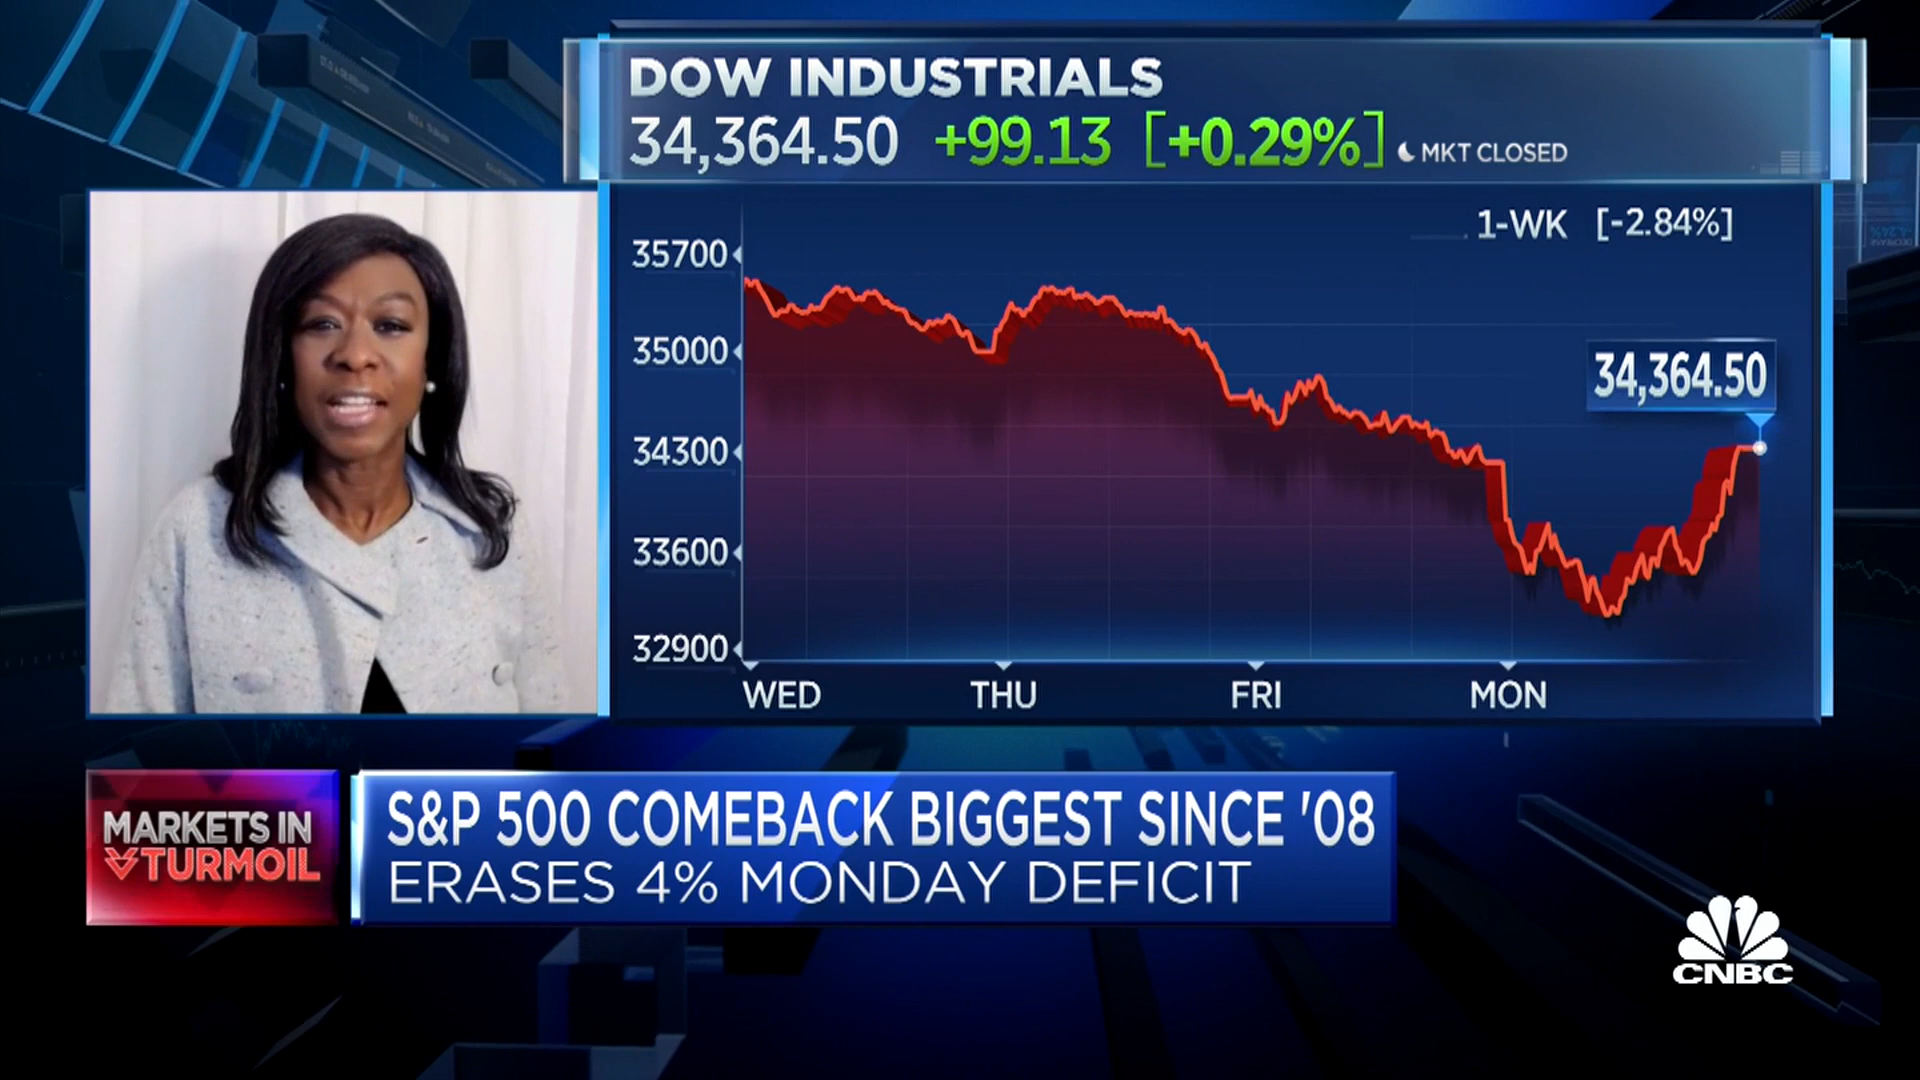 DOW INDUSTRIALS
34,364.50 +99.13 [+0.29%] MKT CLOSED
1-WK [-2.84%]
35700
35000
34300
33600
32900
34,364.50
WED THU FRI MON
MARKETS IN
TURMOIL
S&P 500 COMEBACK BIGGEST SINCE '08
ERASES 4% MONDAY DEFICIT
CNBC